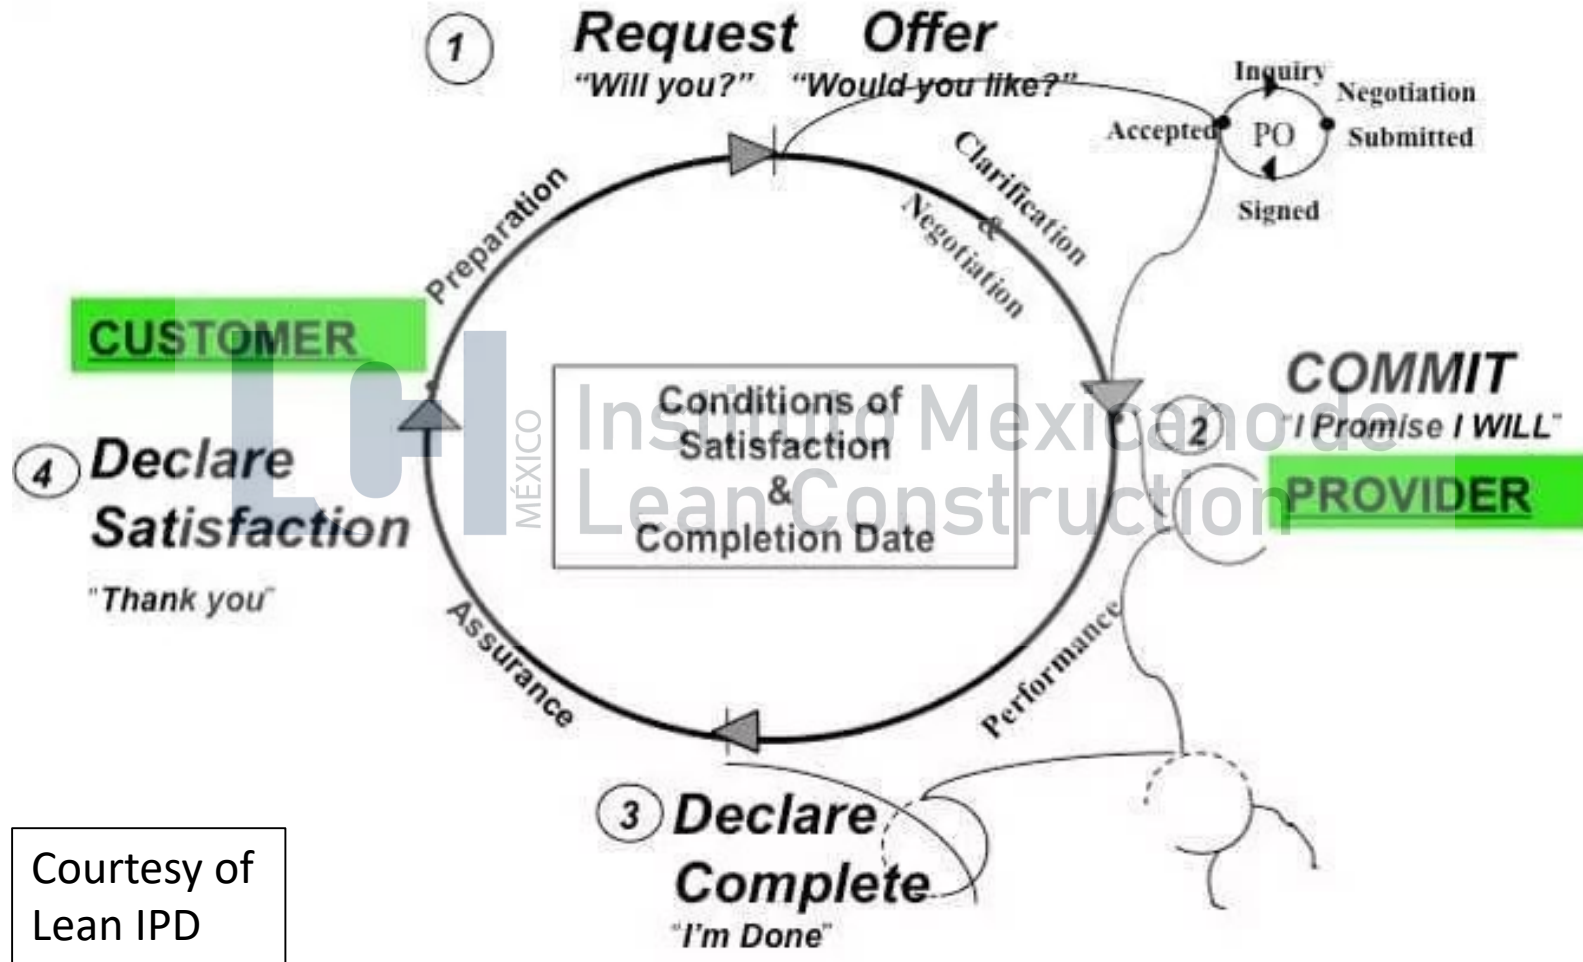 1
Request Offer
“Will you?” “Would you like?”
Inquiry
Negotiation
Accepted
PO
Submitted
Signed
Clarification
&
Negotiation
Preparation
CUSTOMER
Conditions of
Satisfaction
&
Completion Date
COMMIT
2
“I Promise I WILL”
PROVIDER
4
Declare
Satisfaction
“Thank you”
MÉXICO
Instituto Mexicano de
LeanConstruction
Assurance
Performance
3
Declare
Complete
“I’m Done”
Courtesy of
Lean IPD